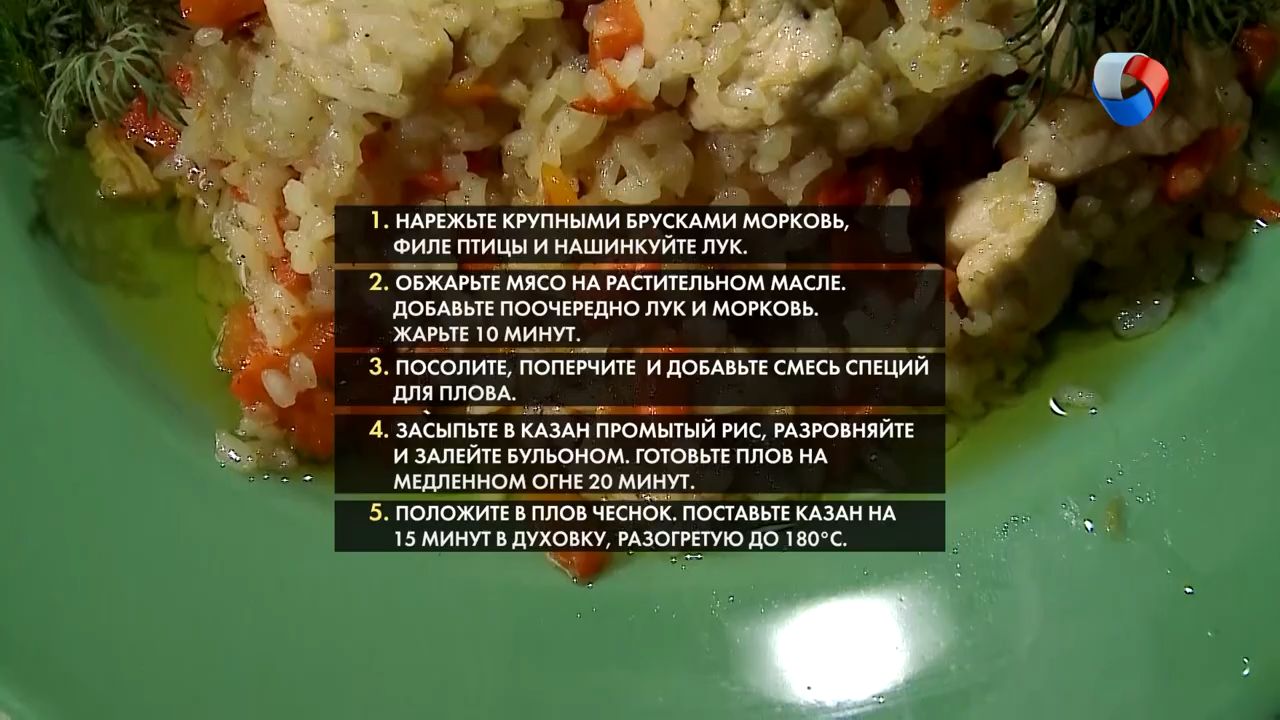 1. НАРЕЖЬТЕ КРУПНЫМИ БРУСКАМИ МОРКОВЬ,
ФИЛЕ ПТИЦЫ И НАШИНКУЙТЕ ЛУК.
2. ОБЖАРЬТЕ МЯСО НА РАСТИТЕЛЬНОМ МАСЛЕ.
ДОБАВЬТЕ ПООЧЕРЕДНО ЛУК И МОРКОВЬ.
ЖАРЬТЕ 10 МИНУТ.
3. ПОСОЛИТЕ, ПОПЕРЧИТЕ И ДОБАВЬТЕ СМЕСЬ СПЕЦИЙ
ДЛЯ ПЛОВА.
4. ЗАСЫПЬТЕ В КАЗАН ПРОМЫТЫЙ РИС, РАЗРОВНЯЙТЕ
И ЗАЛЕЙТЕ БУЛЬОНОМ. ГОТОВЬТЕ ПЛОВ НА
МЕДЛЕННОМ ОГНЕ 20 МИНУТ.
5. ПОЛОЖИТЕ В ПЛОВ ЧЕСНОК. ПОСТАВЬТЕ КАЗАН НА
15 МИНУТ В ДУХОВКУ, РАЗОГРЕТУЮ ДО 180°С.